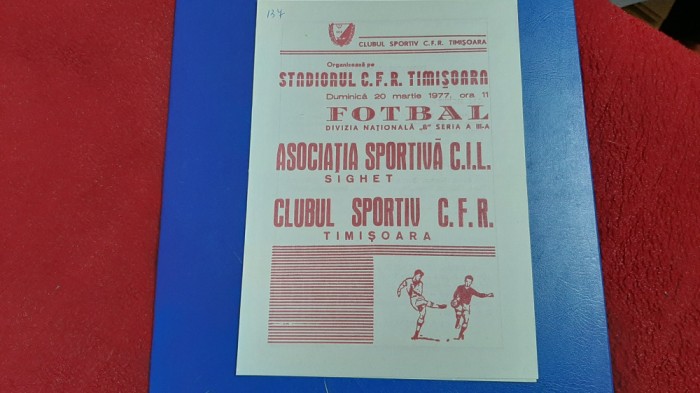 137
CLUBUL SPORTIV C.F.R. TIMIȘOARA
Organizează pe
STADIONUL C.F.R. TIMIȘOARA
Duminică 20 martie 1977, ora 11
FOTBAL
DIVIZIA NAȚIONALĂ „B" SERIA A III-A
ASOCIAȚIA SPORTIVĂ C.I.L.
SIGHET
CLUBUL SPORTIV C.F.R.
TIMIȘOARA